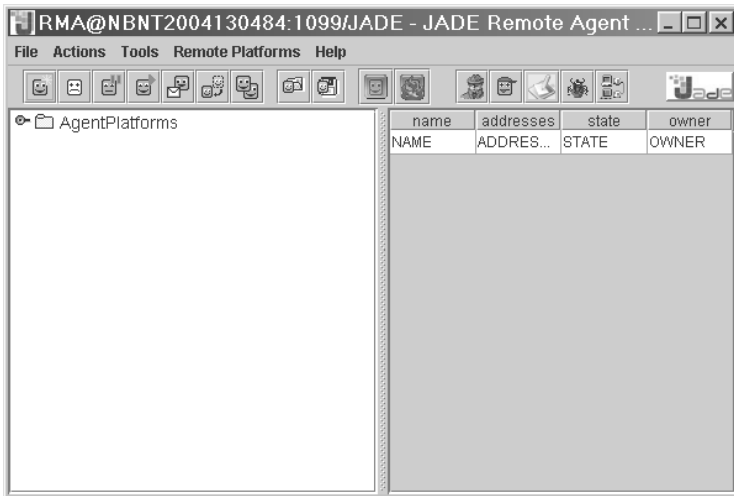 RMA@NBNT2004130484:1099/JADE - JADE Remote Agent ...
File Actions Tools Remote Platforms Help
Jade
AgentPlatforms
name addresses state owner
NAME ADDRES... STATE OWNER